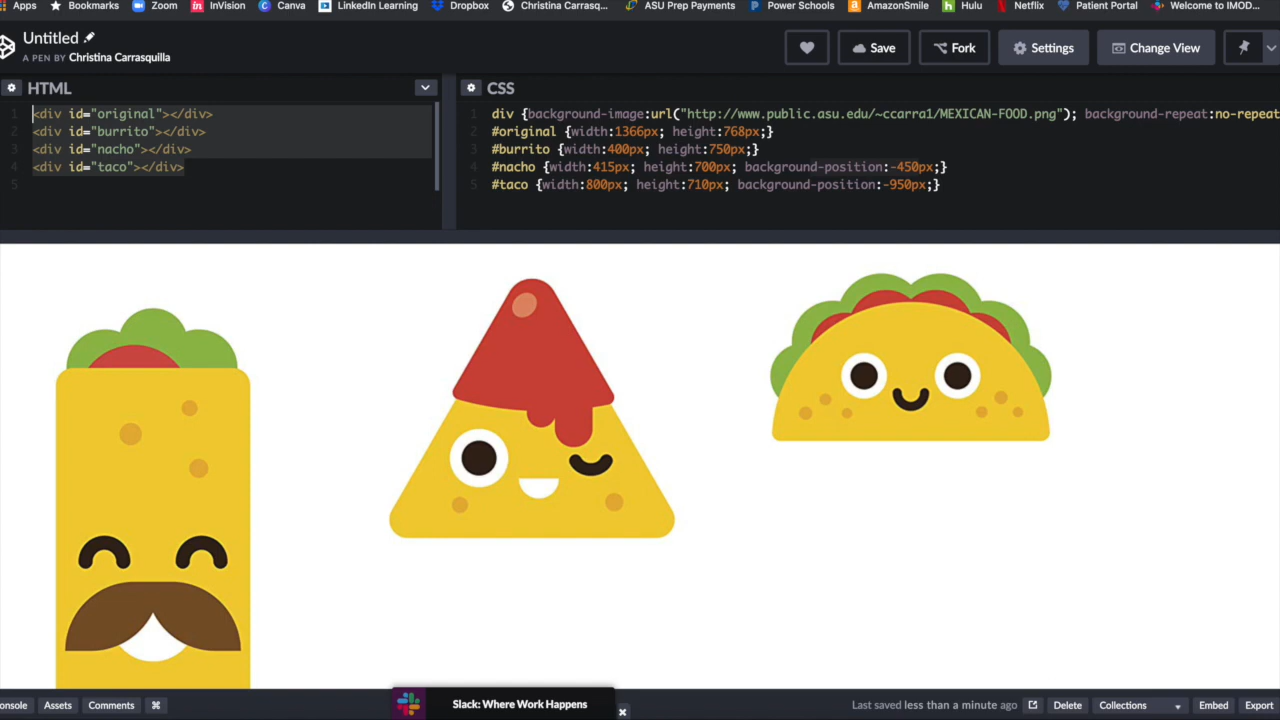 Apps Bookmarks Zoom InVision Canva LinkedIn Learning Dropbox Christina Carrasq... ASU Prep Payments Power Schools AmazonSmile Hulu Netflix Patient Portal Welcome to IMOD...
Untitled
A PEN BY Christina Carrasquilla
Save Fork Settings Change View
HTML
1 <div id="original"></div>
2 <div id="burrito"></div>
3 <div id="nacho"></div>
4 <div id="taco"></div>
5
CSS
1 div {background-image:url("http://www.public.asu.edu/~ccarra1/MEXICAN-FOOD.png"); background-repeat:no-repeat
2 #original {width:1366px; height:768px;}
3 #burrito {width:400px; height:750px;}
4 #nacho {width:415px; height:700px; background-position:-450px;}
5 #taco {width:800px; height:710px; background-position:-950px;}
onsole Assets Comments ⌘ Slack: Where Work Happens Last saved less than a minute ago Delete Collections Embed Export